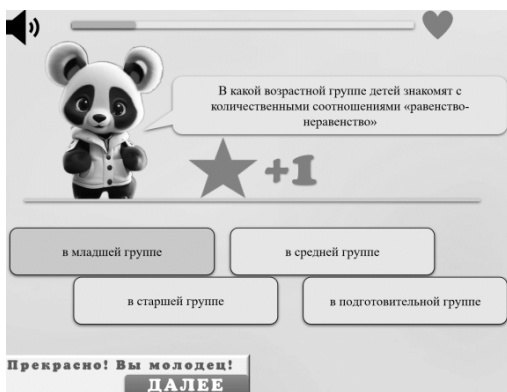 В какой возрастной группе детей знакомят с
количественными соотношениями «равенство-
неравенство»
+1
в младшей группе
в средней группе
в старшей группе
в подготовительной группе
Прекрасно! Вы молодец!
ДАЛЕЕ